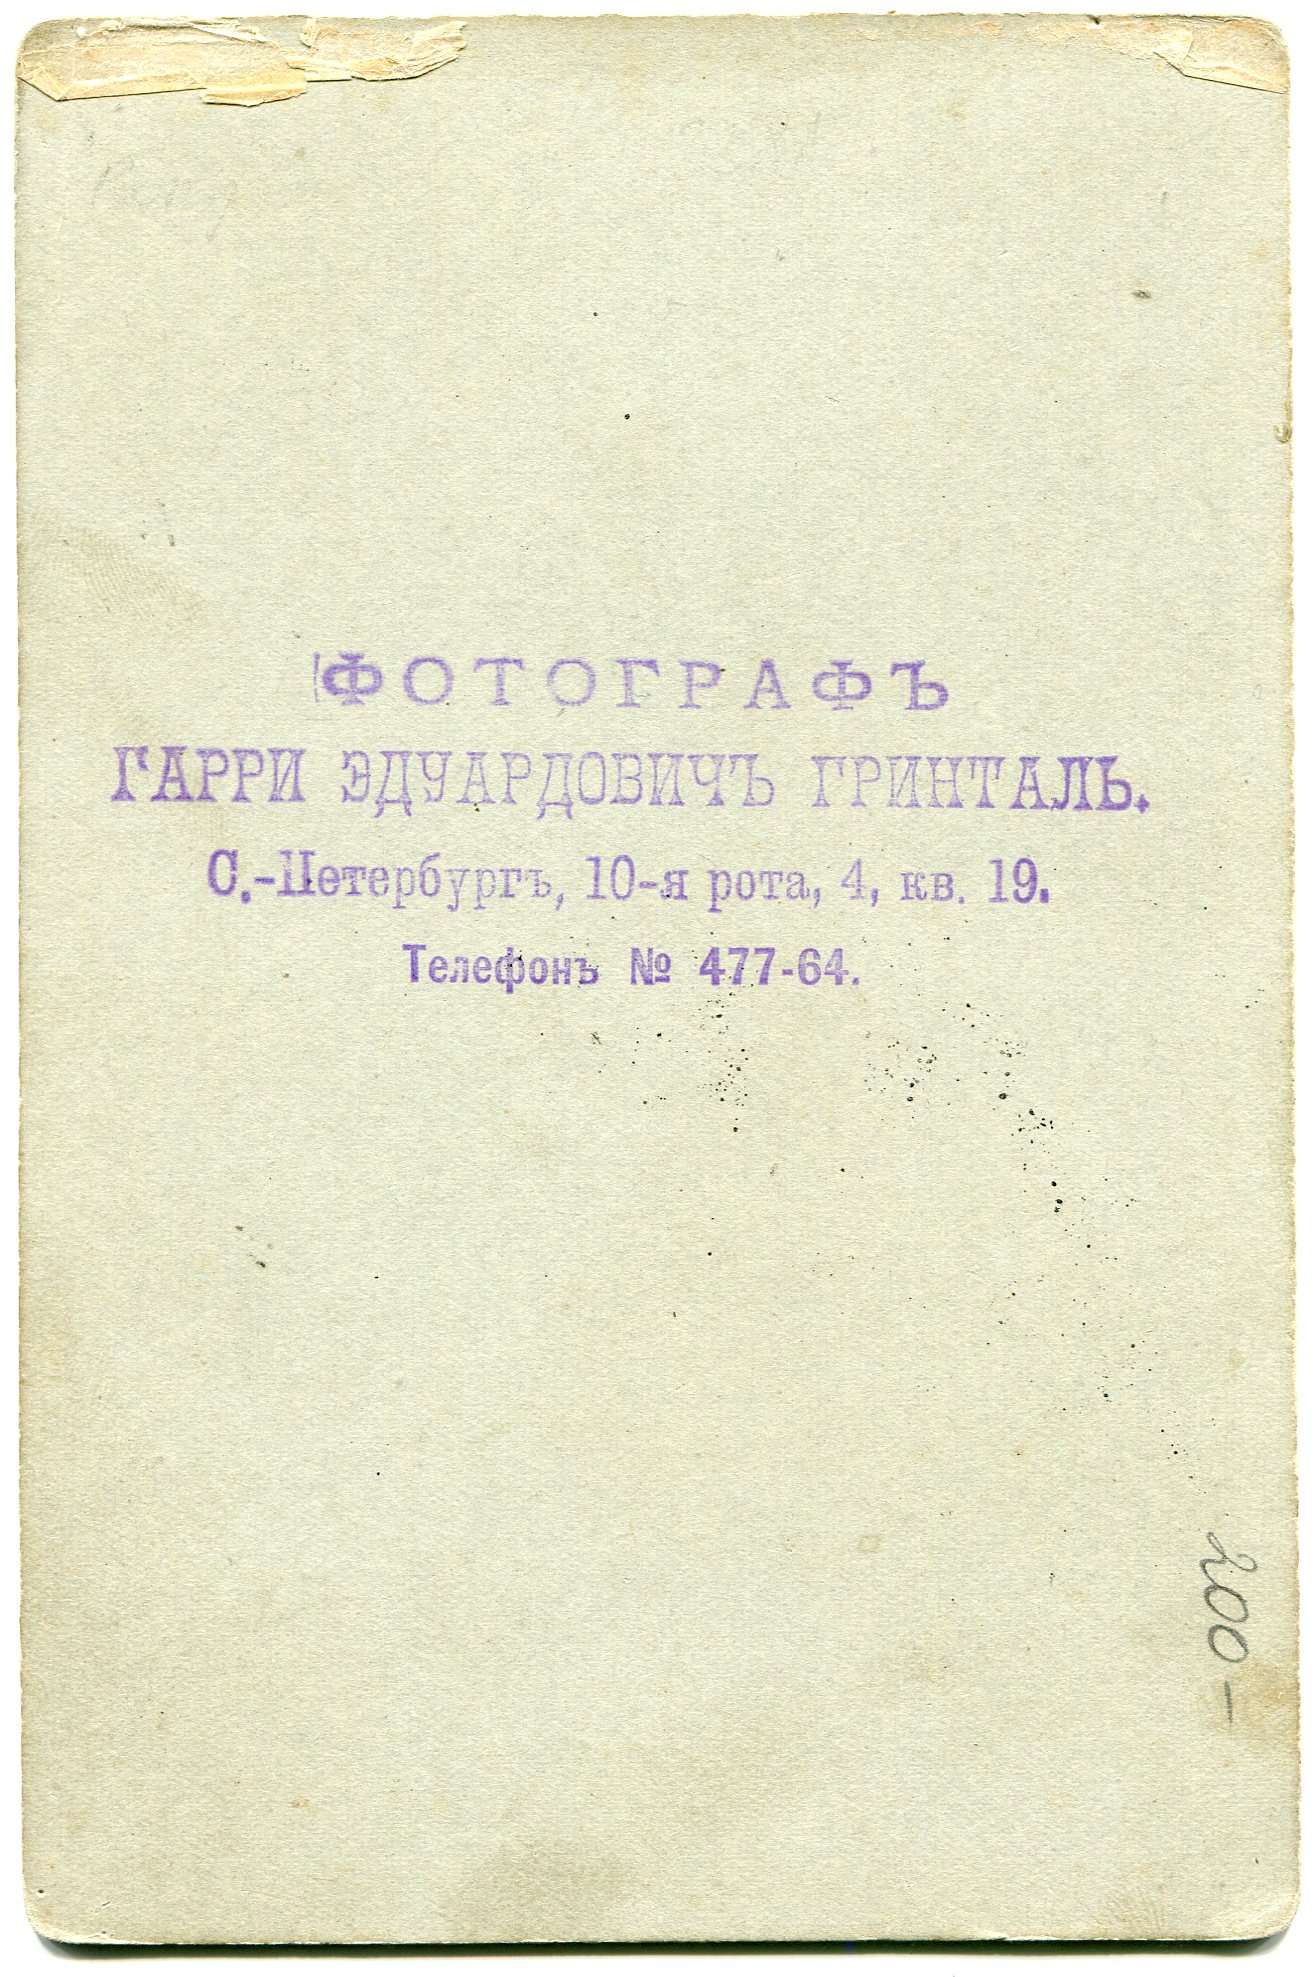 ФОТОГРАФЪ
ГАРРИ ЭДУАРДОВИЧЪ ГРИНТАЛЬ.
С.-Петербургъ, 10-я рота, 4, кв. 19.
Телефонъ № 477-64.
200 –